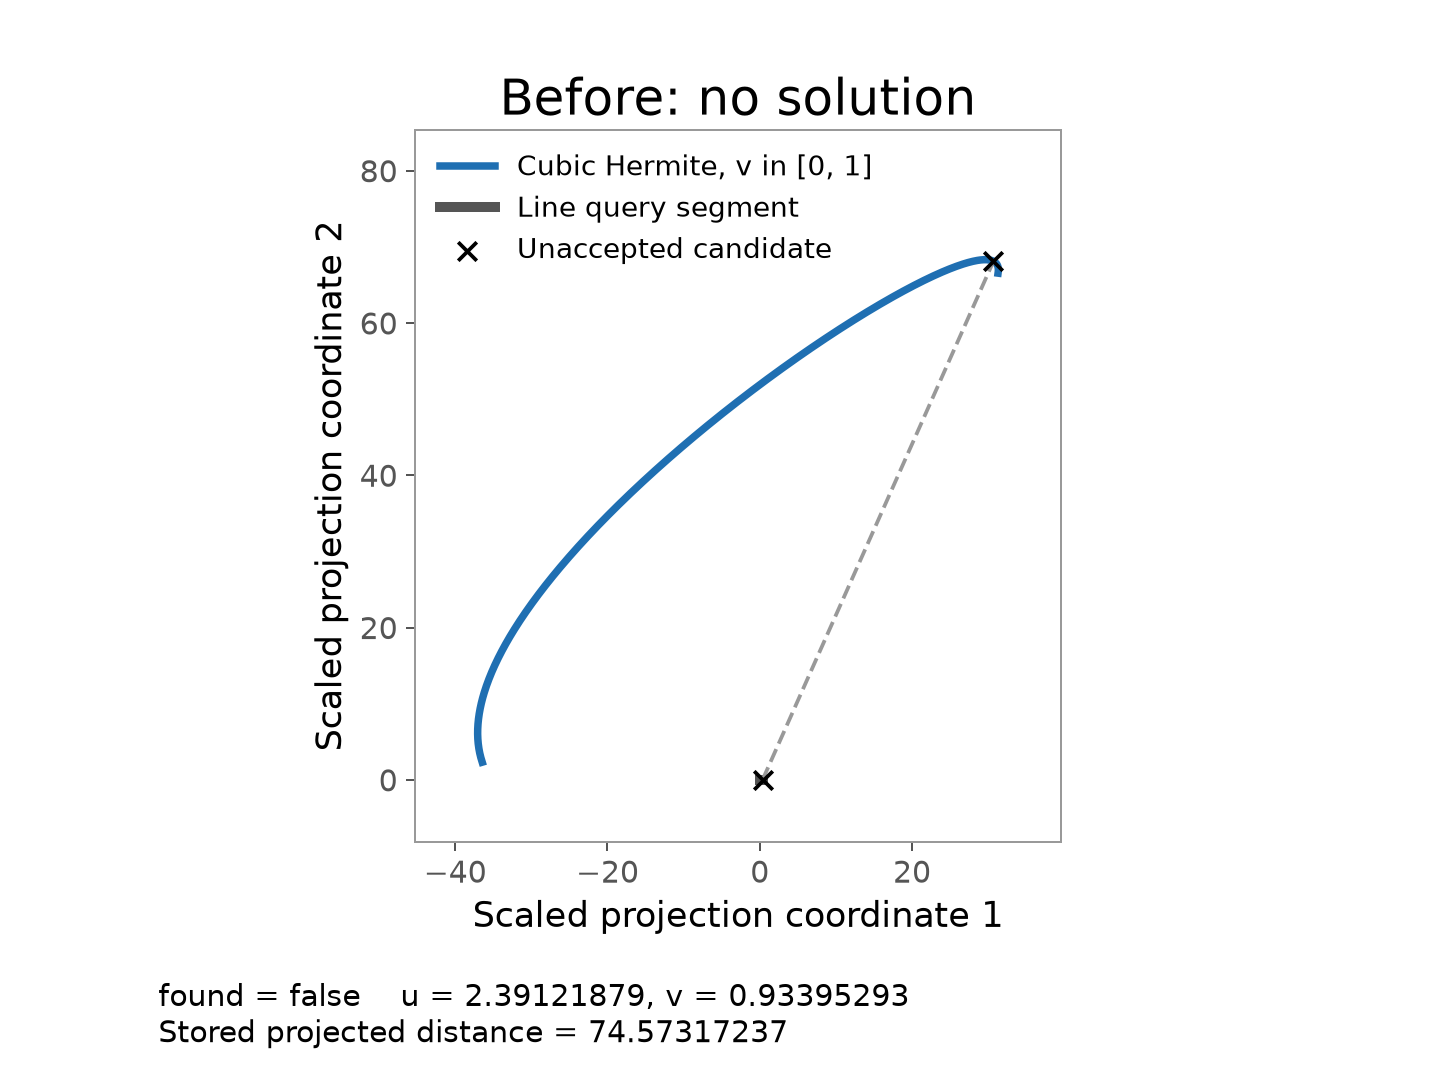 Before: no solution
Cubic Hermite, v in [0, 1]
Line query segment
Unaccepted candidate
80
60
40
20
0
Scaled projection coordinate 2
−40
−20
0
20
Scaled projection coordinate 1
found = false u = 2.39121879, v = 0.93395293
Stored projected distance = 74.57317237